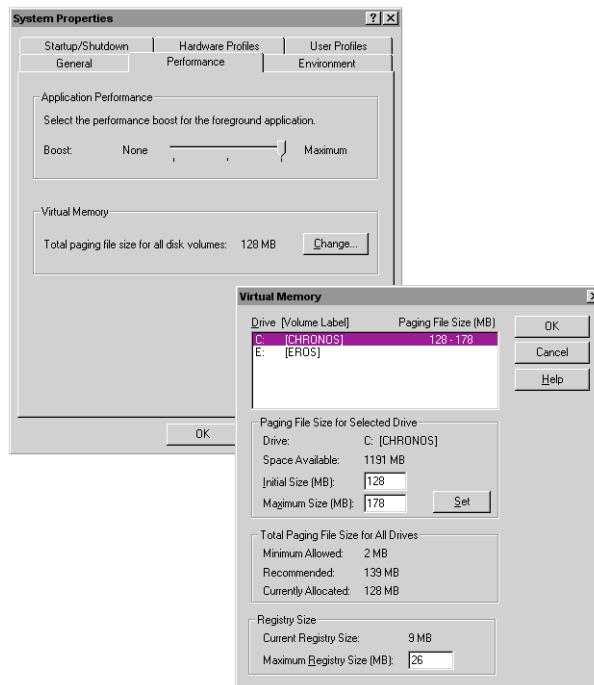 System Properties
Startup/Shutdown Hardware Profiles User Profiles
General Performance Environment
Application Performance
Select the performance boost for the foreground application.
Boost: None Maximum
Virtual Memory
Total paging file size for all disk volumes: 128 MB Change...
OK
Virtual Memory
Drive [Volume Label] Paging File Size (MB)
C: [CHRONOS] 128 - 178
E: [EROS]
OK
Cancel
Help
Paging File Size for Selected Drive
Drive: C: [CHRONOS]
Space Available: 1191 MB
Initial Size (MB): 128
Maximum Size (MB): 178 Set
Total Paging File Size for All Drives
Minimum Allowed: 2 MB
Recommended: 139 MB
Currently Allocated: 128 MB
Registry Size
Current Registry Size: 9 MB
Maximum Registry Size (MB): 26